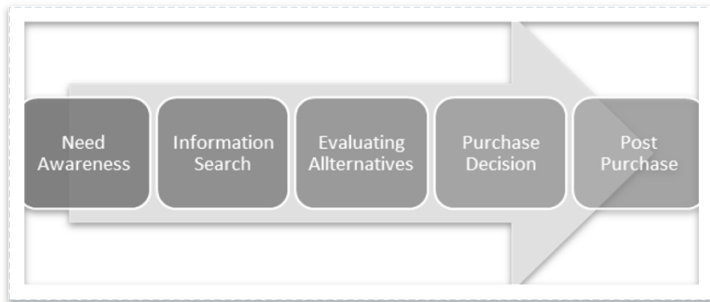 Need
Awareness
Information
Search
Evaluating
Allternatives
Purchase
Decision
Post
Purchase